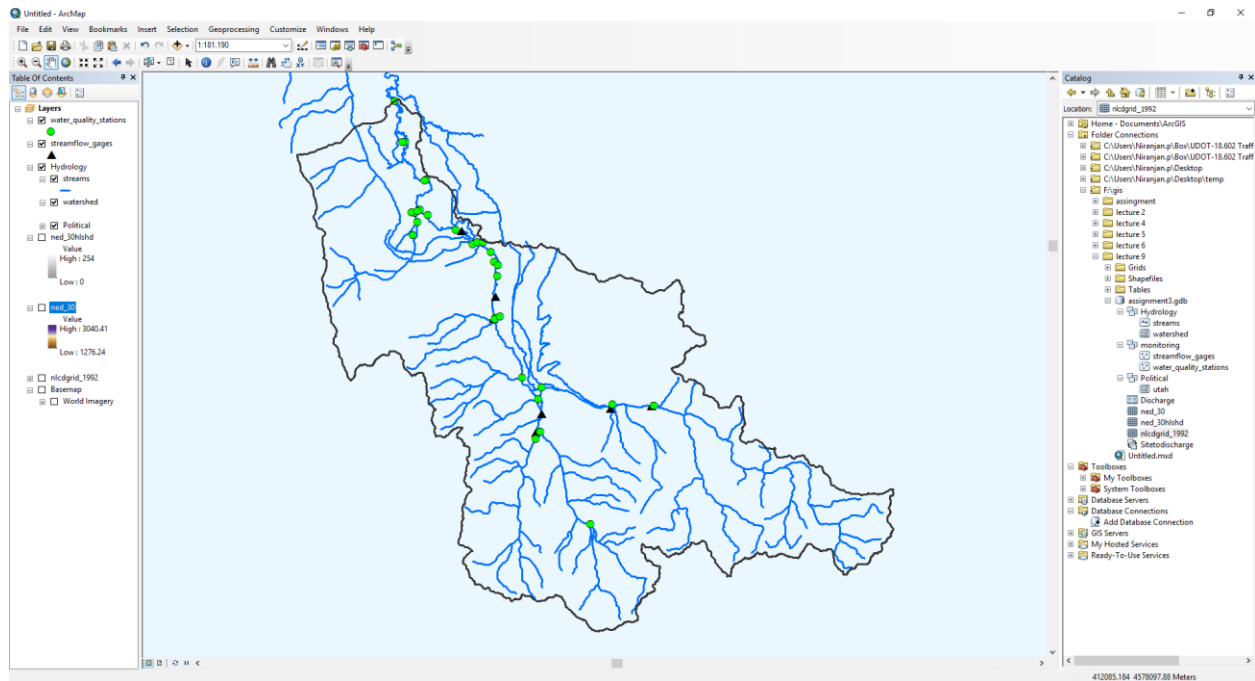 Untitled - ArcMap
File Edit View Bookmarks Insert Selection Geoprocessing Customize Windows Help
1:181,190
Table Of Contents
Layers
water_quality_stations
streamflow_gages
Hydrology
streams
watershed
Political
ned_30hlshd
Value
High : 254
Low : 0
ned_30
Value
High : 3040.41
Low : 1276.24
nlcdgrid_1992
Basemap
World Imagery
Catalog
Location: nlcdgrid_1992
Home - Documents\ArcGIS
Folder Connections
C:\Users\Niranjan.p\Box\UDOT-18.602 Traff
C:\Users\Niranjan.p\Box\UDOT-18.602 Traff
C:\Users\Niranjan.p\Desktop
C:\Users\Niranjan.p\Desktop\temp
F:\gis
assingment
lecture 2
lecture 4
lecture 5
lecture 6
lecture 9
Grids
Shapefiles
Tables
assignment3.gdb
Hydrology
streams
watershed
monitoring
streamflow_gages
water_quality_stations
Political
utah
Discharge
ned_30
ned_30hlshd
nlcdgrid_1992
Sitetodischarge
Untitled.mxd
Toolboxes
My Toolboxes
System Toolboxes
Database Servers
Database Connections
Add Database Connection
GIS Servers
My Hosted Services
Ready-To-Use Services
412085.184 4578097.88 Meters